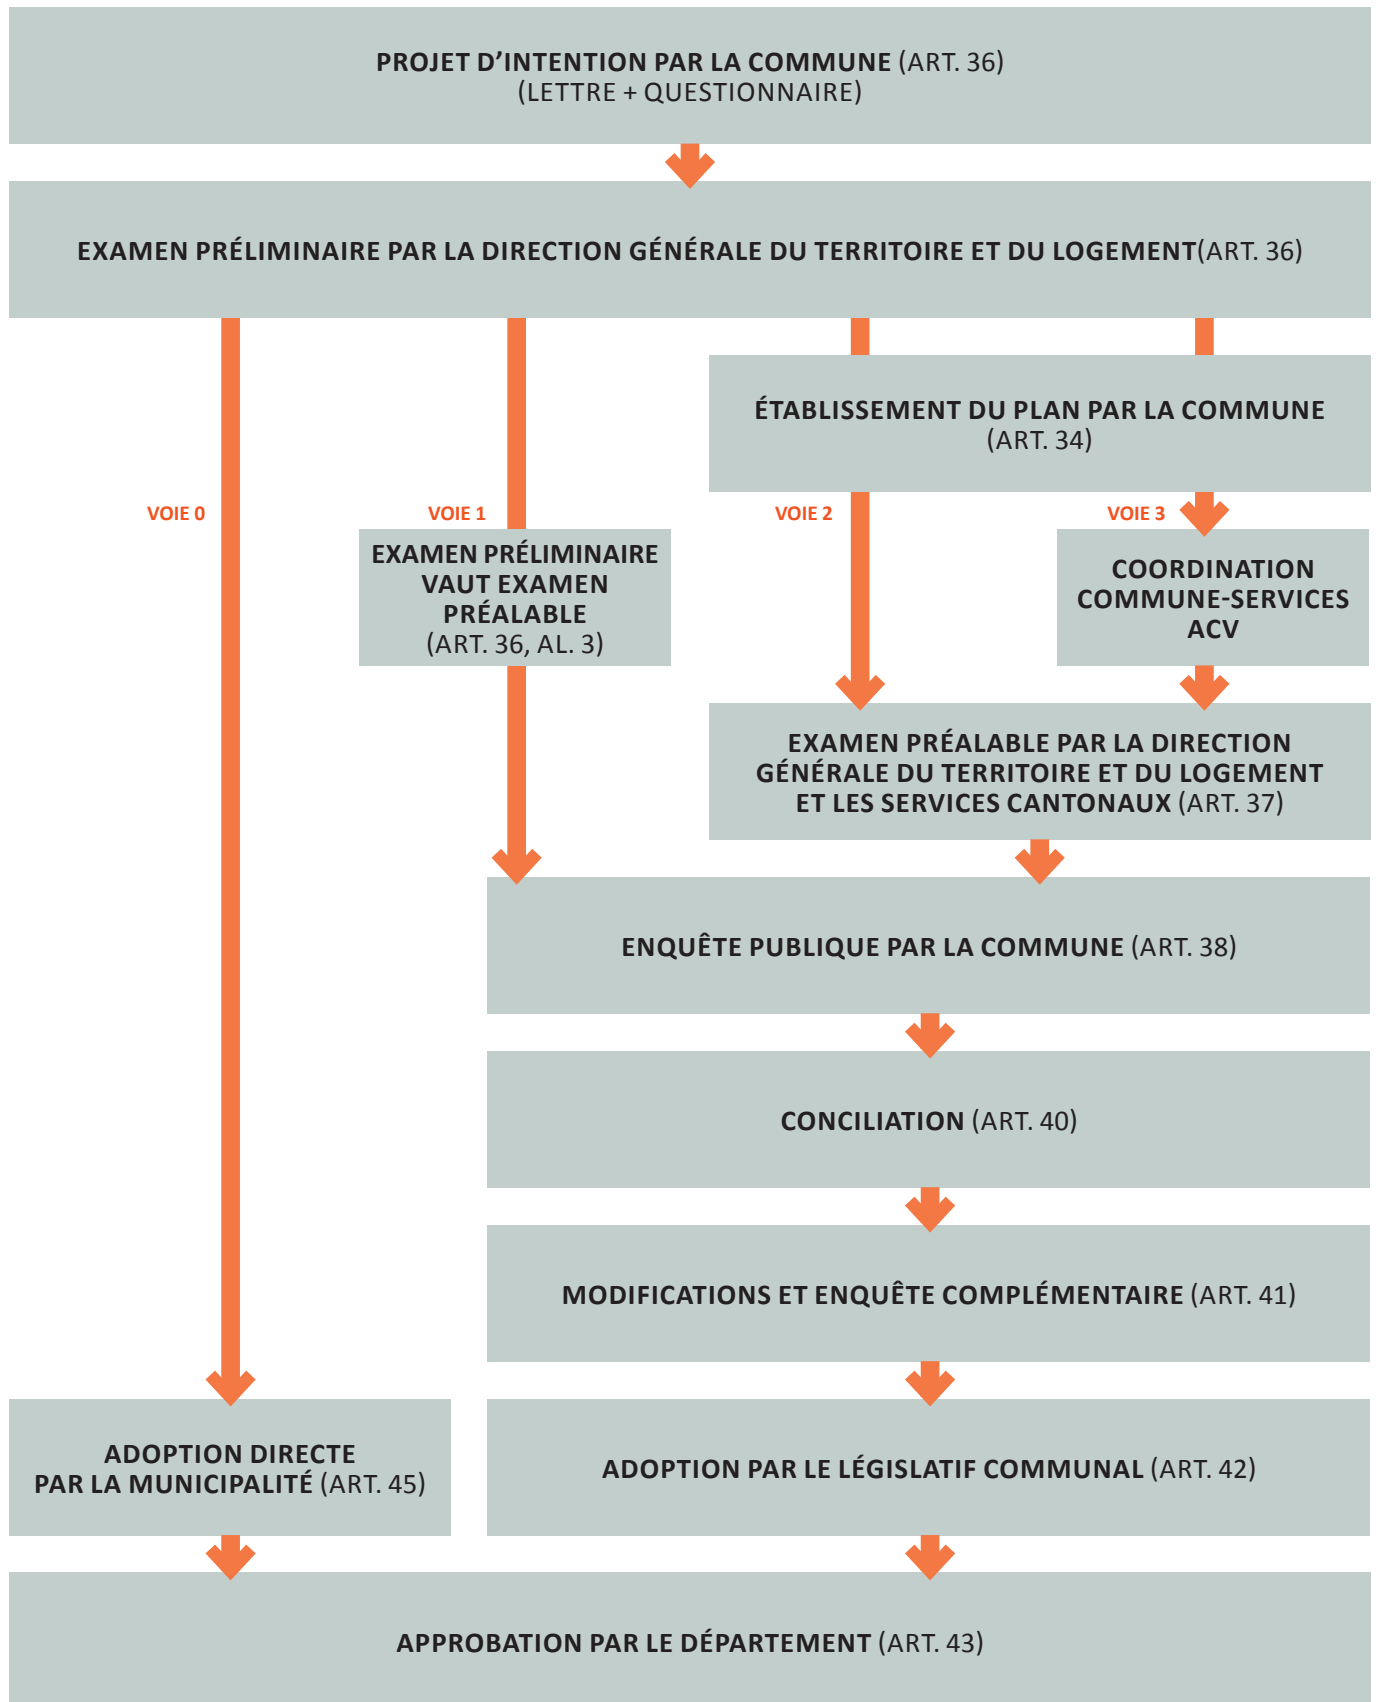 PROJET D'INTENTION PAR LA COMMUNE (ART. 36)
(LETTRE + QUESTIONNAIRE)
EXAMEN PRÉLIMINAIRE PAR LA DIRECTION GÉNÉRALE DU TERRITOIRE ET DU LOGEMENT(ART. 36)
ÉTABLISSEMENT DU PLAN PAR LA COMMUNE
(ART. 34)
VOIE 0
VOIE 1
VOIE 2
VOIE 3
EXAMEN PRÉLIMINAIRE
VAUT EXAMEN
PRÉALABLE
(ART. 36, AL. 3)
COORDINATION
COMMUNE-SERVICES
ACV
EXAMEN PRÉALABLE PAR LA DIRECTION
GÉNÉRALE DU TERRITOIRE ET DU LOGEMENT
ET LES SERVICES CANTONAUX (ART. 37)
ENQUÊTE PUBLIQUE PAR LA COMMUNE (ART. 38)
CONCILIATION (ART. 40)
MODIFICATIONS ET ENQUÊTE COMPLÉMENTAIRE (ART. 41)
ADOPTION DIRECTE
PAR LA MUNICIPALITÉ (ART. 45)
ADOPTION PAR LE LÉGISLATIF COMMUNAL (ART. 42)
APPROBATION PAR LE DÉPARTEMENT (ART. 43)